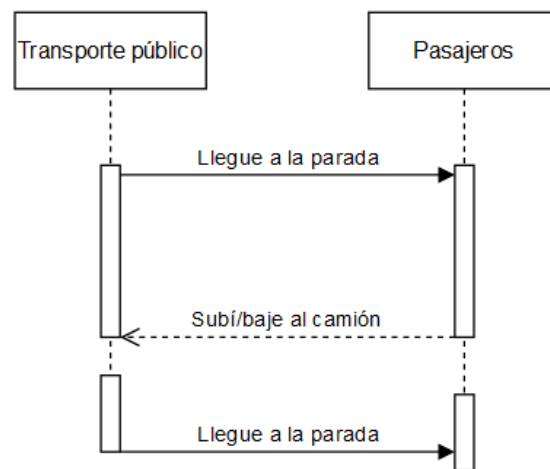 Transporte público
Pasajeros
Llegue a la parada
Subí/baje al camión
Llegue a la parada